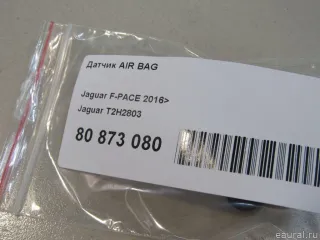 Датчик AIR BAG
Jaguar F-PACE 2016>
Jaguar T2H2803
80 873 080
eaural.ru